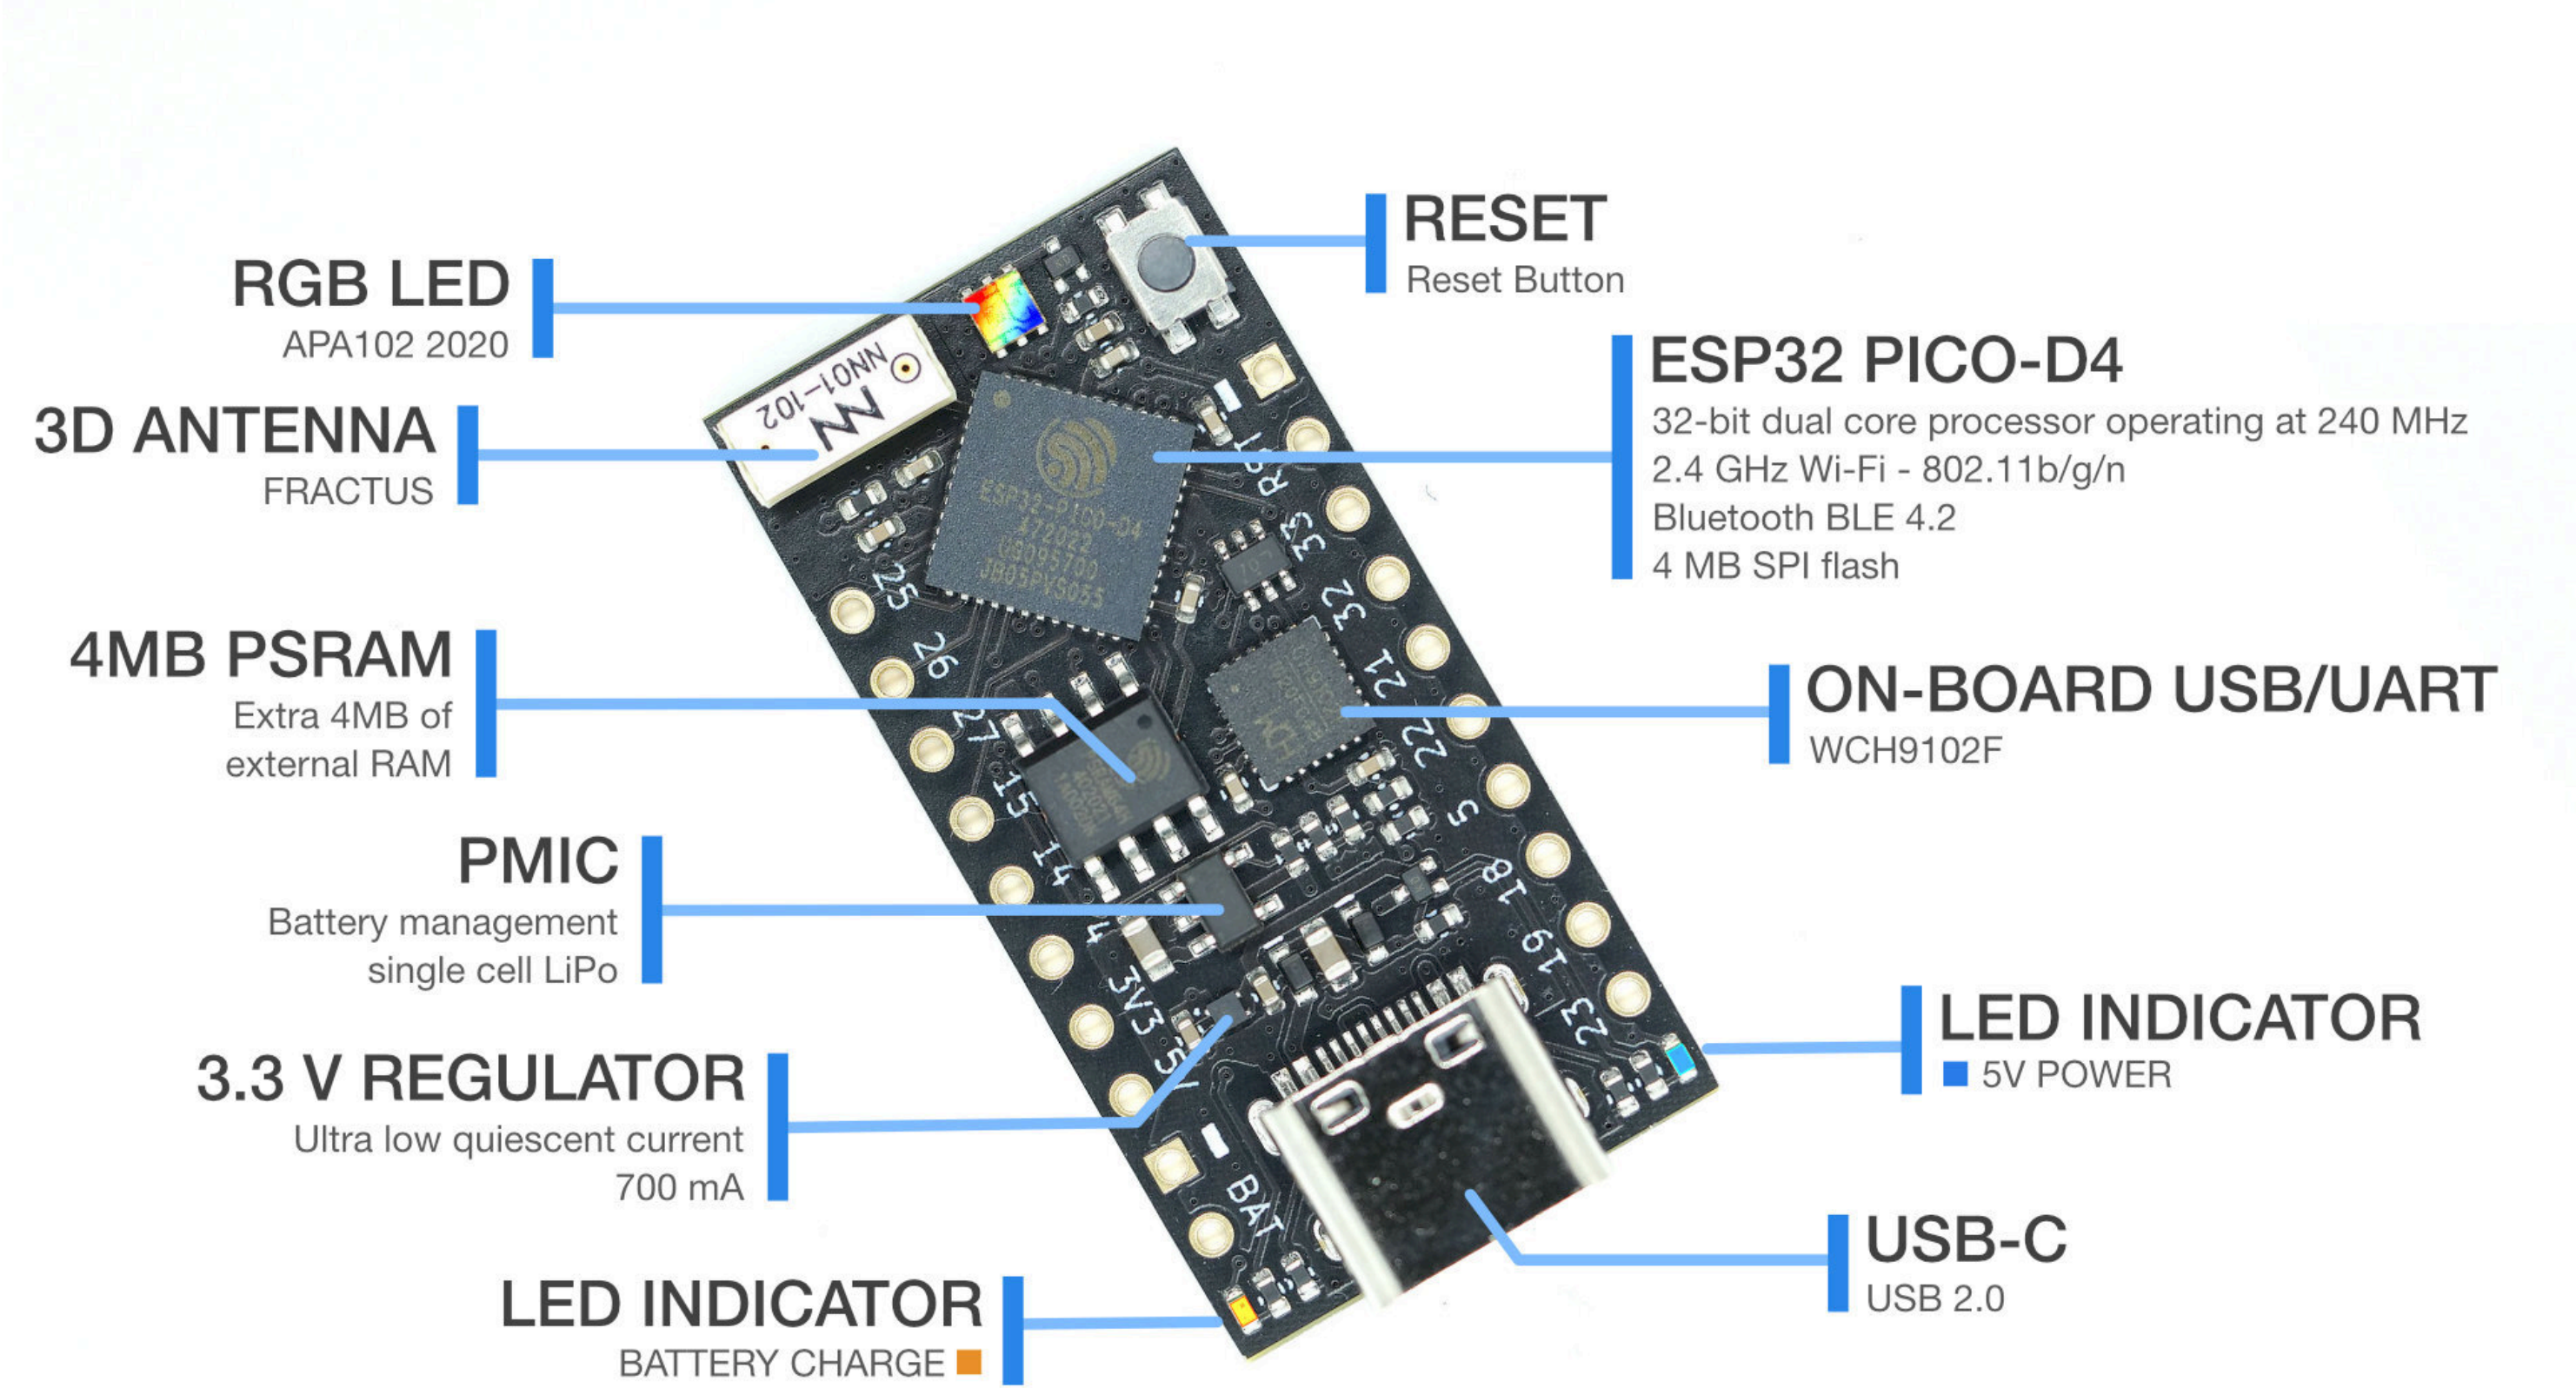 RGB LED
APA102 2020
3D ANTENNA
FRACTUS
4MB PSRAM
Extra 4MB of
external RAM
PMIC
Battery management
single cell LiPo
3.3 V REGULATOR
Ultra low quiescent current
700 mA
LED INDICATOR
BATTERY CHARGE
RESET
Reset Button
ESP32 PICO-D4
32-bit dual core processor operating at 240 MHz
2.4 GHz Wi-Fi - 802.11b/g/n
Bluetooth BLE 4.2
4 MB SPI flash
ON-BOARD USB/UART
WCH9102F
LED INDICATOR
5V POWER
USB-C
USB 2.0
NN
NN01-102
ESP32-PICO-D4
A72022
JB05PVS055
25
26
27
15
14
4
3V3
5V
BAT
RST
33
32
21
22
5
18
19
23